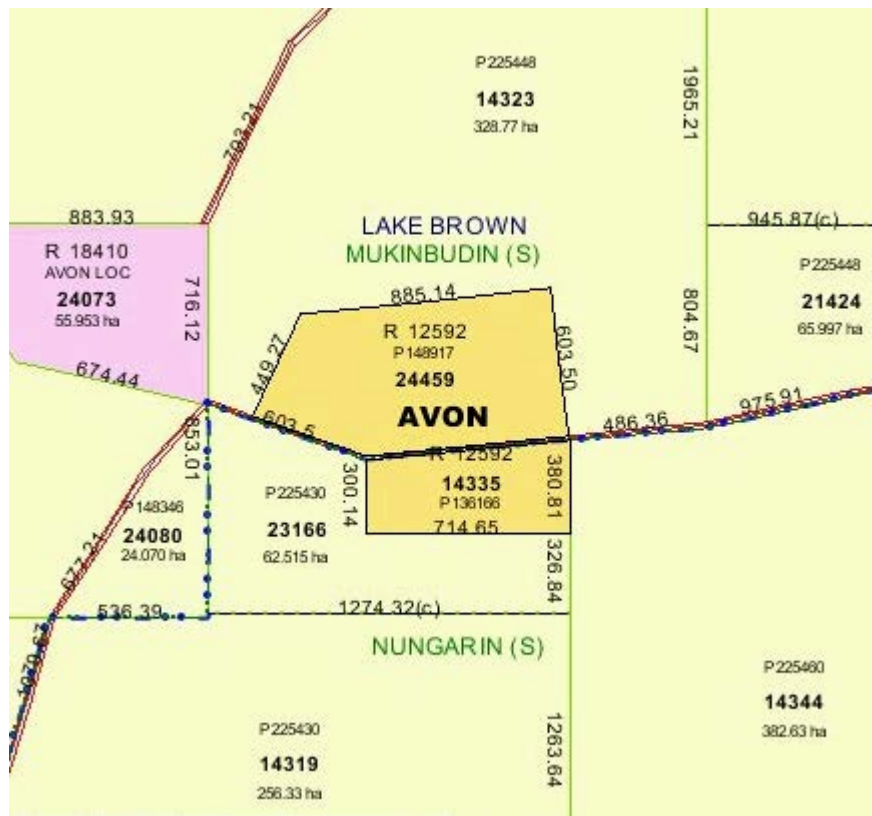 P225448
14323
328.77 ha
1965.21
793.21
883.93
945.87(c)
LAKE BROWN
MUKINBUDIN (S)
R 18410
AVON LOC
24073
55.953 ha
716.12
674.44
P225448
21424
65.997 ha
804.67
885.14
449.27
603.50
R 12592
P148917
24459
AVON
603.5
486.36
975.91
853.01
R 12592
14335
P136166
714.65
300.14
380.81
P225430
23166
62.515 ha
P148346
24080
24.070 ha
677.21
536.39
326.84
1274.32(c)
NUNGARIN (S)
P225460
14344
382.63 ha
P225430
14319
256.33 ha
1263.64